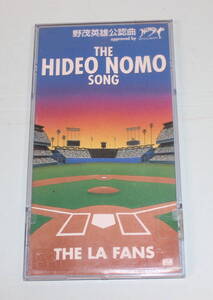 野茂英雄公認曲
approved by
THE
HIDEO NOMO
SONG
THE LA FANS